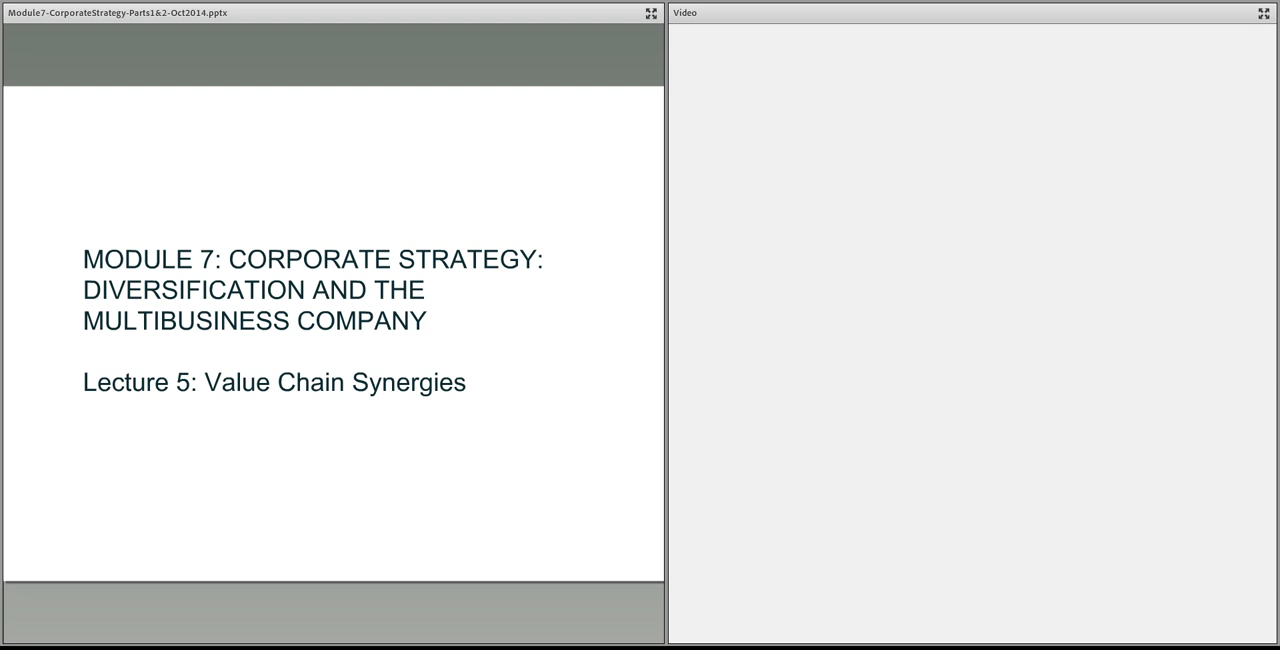 Module7-CorporateStrategy-Parts1&2-Oct2014.pptx
Video
MODULE 7: CORPORATE STRATEGY:
DIVERSIFICATION AND THE
MULTIBUSINESS COMPANY
Lecture 5: Value Chain Synergies